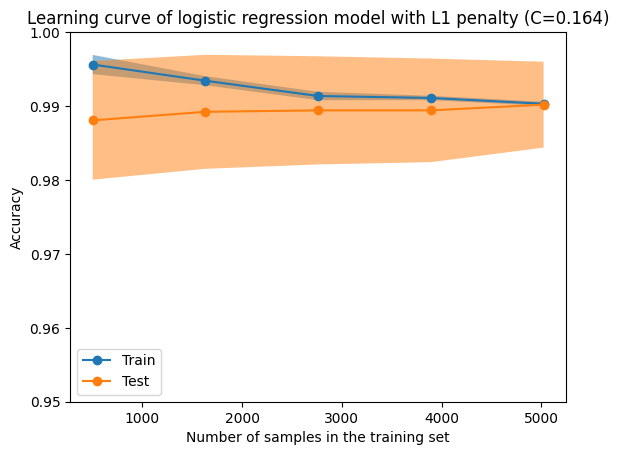 Learning curve of logistic regression model with L1 penalty (C=0.164)
1.00
0.99
0.98
0.97
0.96
0.95
Accuracy
Train
Test
1000
2000
3000
4000
5000
Number of samples in the training set